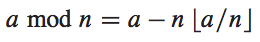 a mod n = a − n ⌊a/n⌋